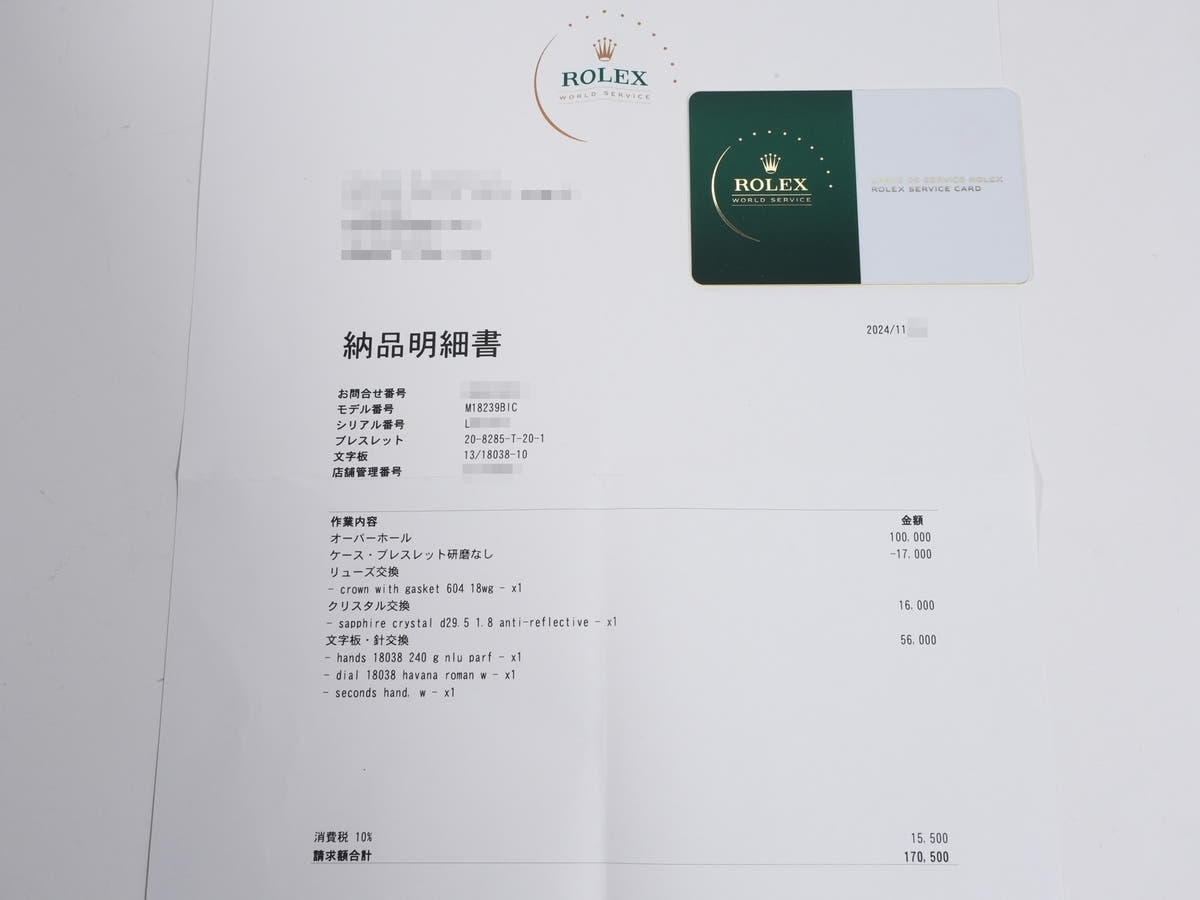 ROLEX
WORLD SERVICE
ROLEX
WORLD SERVICE
ROLEX SERVICE CARD
2024/11
納品明細書
お問合せ番号
モデル番号 M18239BIC
シリアル番号 L
ブレスレット 20-8285-T-20-1
文字板 13/18038-10
店舗管理番号
作業内容 金額
オーバーホール 100,000
ケース・ブレスレット研磨なし -17,000
リューズ交換
- crown with gasket 604 18wg - x1
クリスタル交換 16,000
- sapphire crystal d29.5 1.8 anti-reflective - x1
文字板・針交換 56,000
- hands 18038 240 g nlu parf - x1
- dial 18038 havana roman w - x1
- seconds hand, w - x1
消費税 10% 15,500
請求額合計 170,500